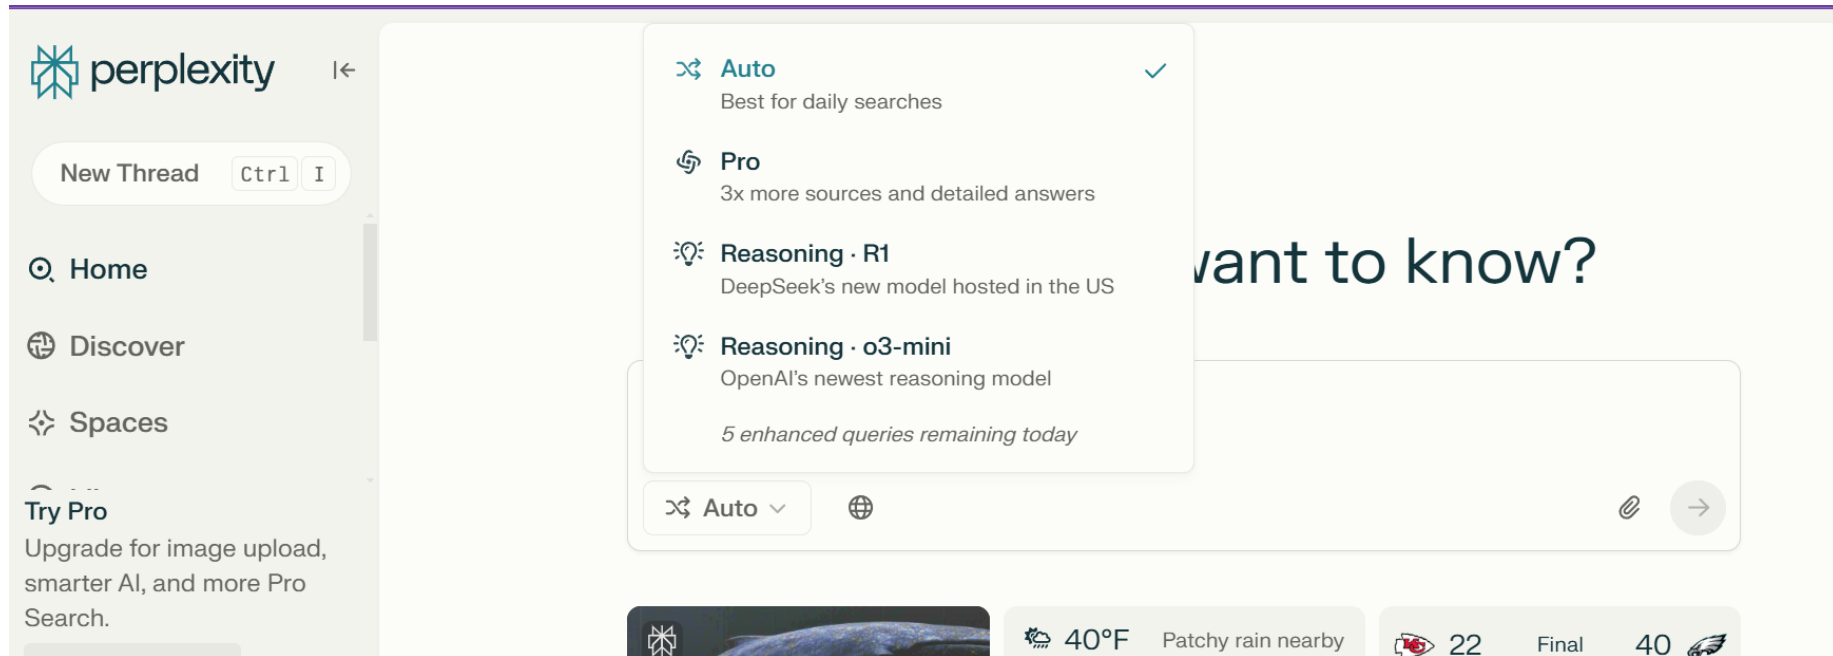 perplexity
New Thread Ctrl I
Home
Discover
Spaces
Try Pro
Upgrade for image upload,
smarter AI, and more Pro
Search.
Auto
Best for daily searches
Pro
3x more sources and detailed answers
Reasoning · R1
DeepSeek's new model hosted in the US
Reasoning · o3-mini
OpenAI's newest reasoning model
5 enhanced queries remaining today
want to know?
Auto
40°F Patchy rain nearby
22 Final 40